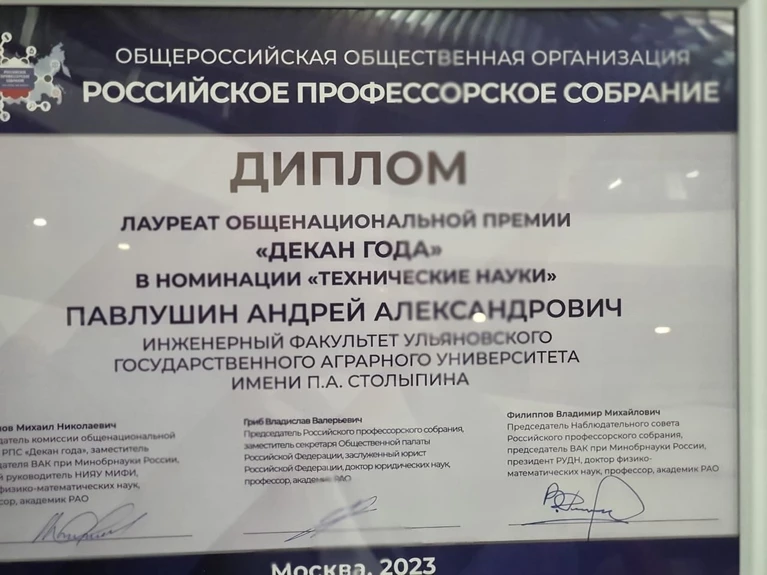 ОБЩЕРОССИЙСКАЯ ОБЩЕСТВЕННАЯ ОРГАНИЗАЦИЯ
РОССИЙСКОЕ ПРОФЕССОРСКОЕ СОБРАНИЕ
ДИПЛОМ
ЛАУРЕАТ ОБЩЕНАЦИОНАЛЬНОЙ ПРЕМИИ
«ДЕКАН ГОДА»
В НОМИНАЦИИ «ТЕХНИЧЕСКИЕ НАУКИ»
ПАВЛУШИН АНДРЕЙ АЛЕКСАНДРОВИЧ
ИНЖЕНЕРНЫЙ ФАКУЛЬТЕТ УЛЬЯНОВСКОГО
ГОСУДАРСТВЕННОГО АГРАРНОГО УНИВЕРСИТЕТА
ИМЕНИ П.А. СТОЛЫПИНА
Михаил Николаевич
комиссии общенациональной
РПС «Декан года», заместитель
ВАК при Минобрнауки России,
руководитель НИЯУ МИФИ,
физико-математических наук,
академик РАО
Гриб Владислав Валерьевич
Председатель Российского профессорского собрания,
заместитель секретаря Общественной палаты
Российской Федерации, заслуженный юрист
Российской Федерации, доктор юридических наук,
профессор, академик РАО
Филиппов Владимир Михайлович
Председатель Наблюдательного совета
Российского профессорского собрания,
председатель ВАК при Минобрнауки России,
президент РУДН, доктор физико-
математических наук, профессор, академик РАО
Москва, 2023